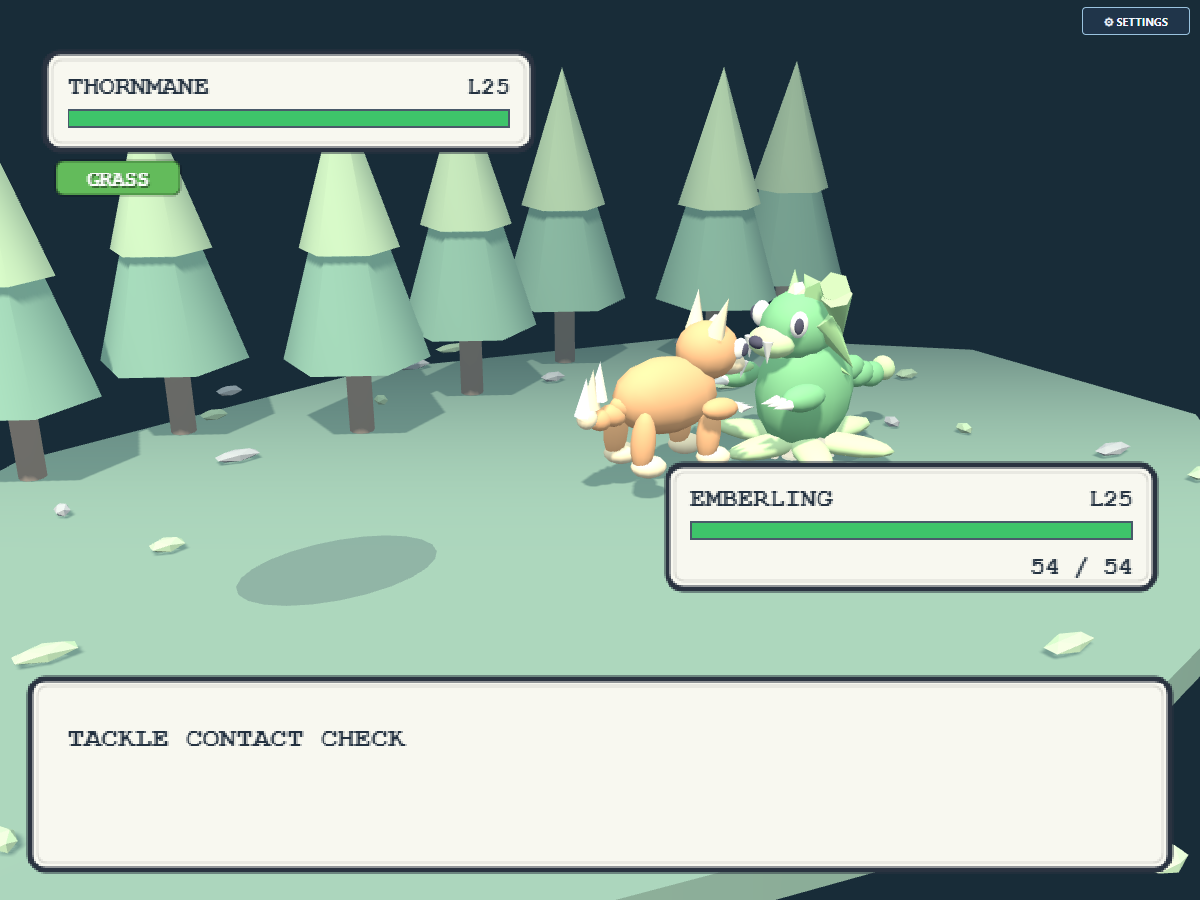 ⚙ SETTINGS
THORNMANE L25
GRASS
EMBERLING L25
54 / 54
TACKLE CONTACT CHECK